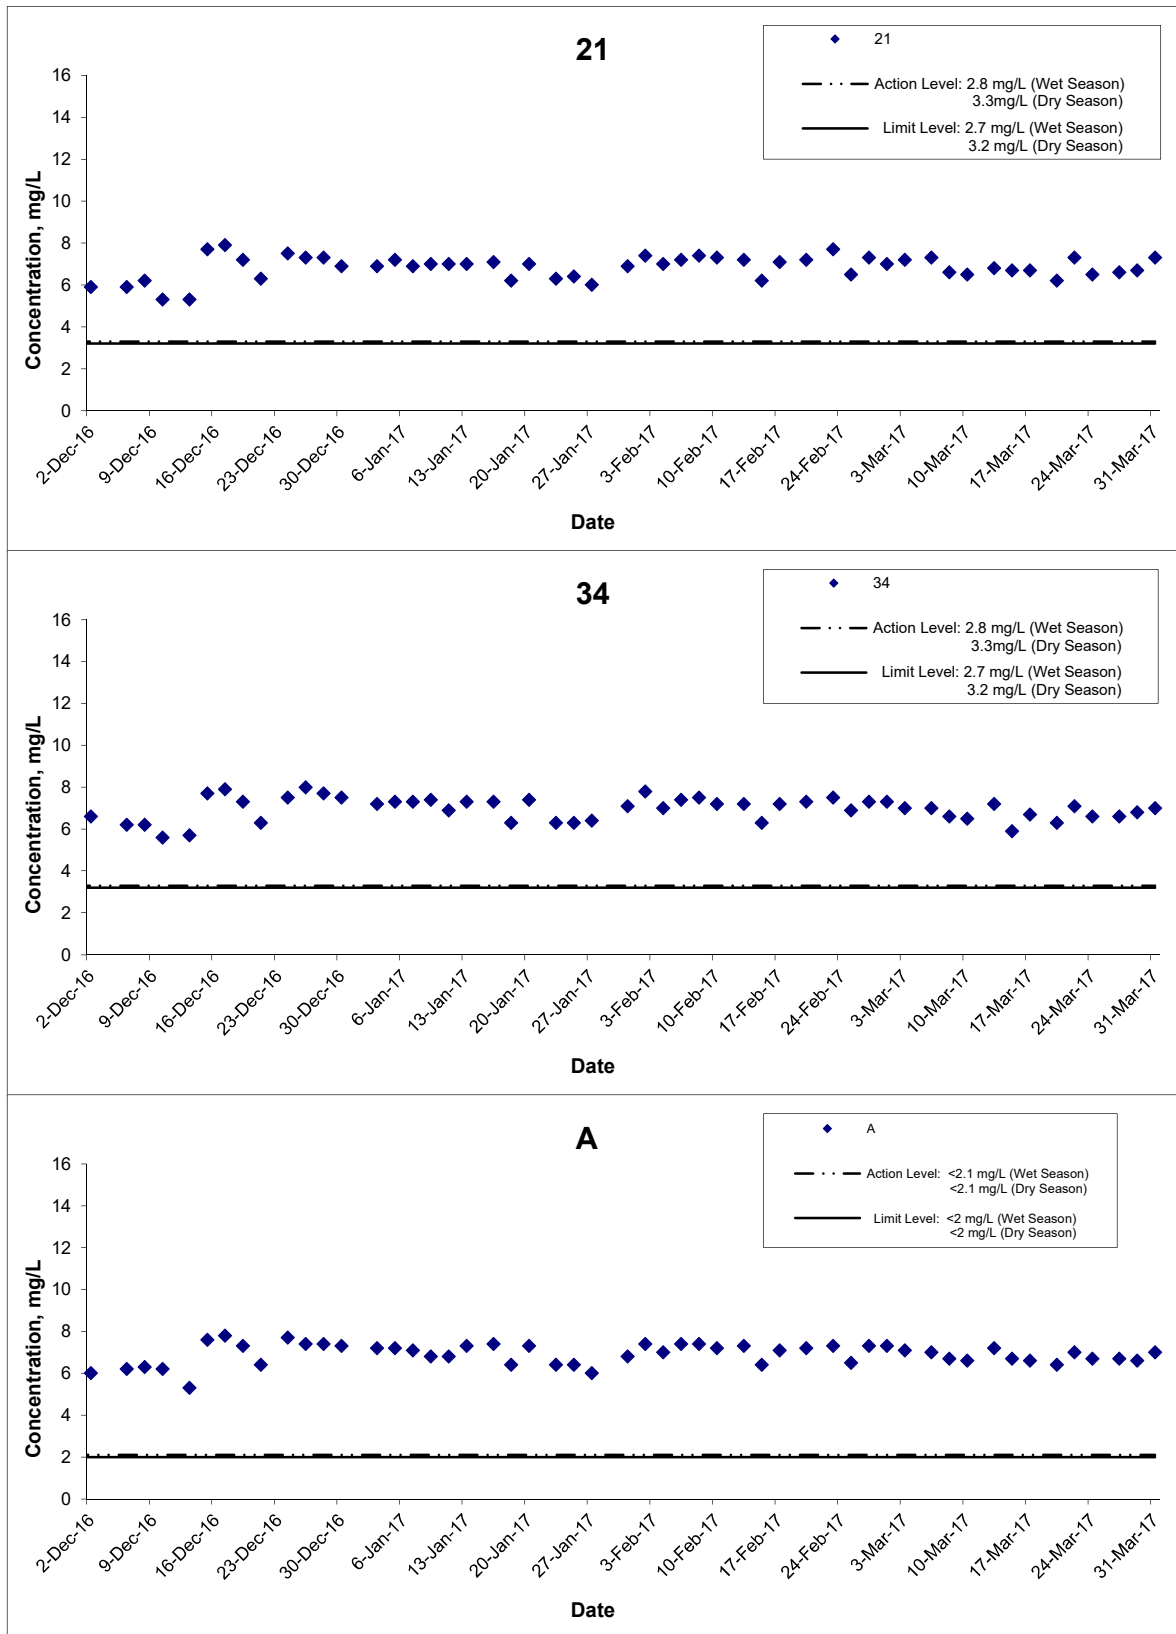 21
21
Action Level: 2.8 mg/L (Wet Season)
3.3mg/L (Dry Season)
Limit Level: 2.7 mg/L (Wet Season)
3.2 mg/L (Dry Season)
Concentration, mg/L
16
14
12
10
8
6
4
2
0
2-Dec-16
9-Dec-16
16-Dec-16
23-Dec-16
30-Dec-16
6-Jan-17
13-Jan-17
20-Jan-17
27-Jan-17
3-Feb-17
10-Feb-17
17-Feb-17
24-Feb-17
3-Mar-17
10-Mar-17
17-Mar-17
24-Mar-17
31-Mar-17
Date
34
34
Action Level: 2.8 mg/L (Wet Season)
3.3mg/L (Dry Season)
Limit Level: 2.7 mg/L (Wet Season)
3.2 mg/L (Dry Season)
Concentration, mg/L
16
14
12
10
8
6
4
2
0
2-Dec-16
9-Dec-16
16-Dec-16
23-Dec-16
30-Dec-16
6-Jan-17
13-Jan-17
20-Jan-17
27-Jan-17
3-Feb-17
10-Feb-17
17-Feb-17
24-Feb-17
3-Mar-17
10-Mar-17
17-Mar-17
24-Mar-17
31-Mar-17
Date
A
A
Action Level: <2.1 mg/L (Wet Season)
<2.1 mg/L (Dry Season)
Limit Level: <2 mg/L (Wet Season)
<2 mg/L (Dry Season)
Concentration, mg/L
16
14
12
10
8
6
4
2
0
2-Dec-16
9-Dec-16
16-Dec-16
23-Dec-16
30-Dec-16
6-Jan-17
13-Jan-17
20-Jan-17
27-Jan-17
3-Feb-17
10-Feb-17
17-Feb-17
24-Feb-17
3-Mar-17
10-Mar-17
17-Mar-17
24-Mar-17
31-Mar-17
Date